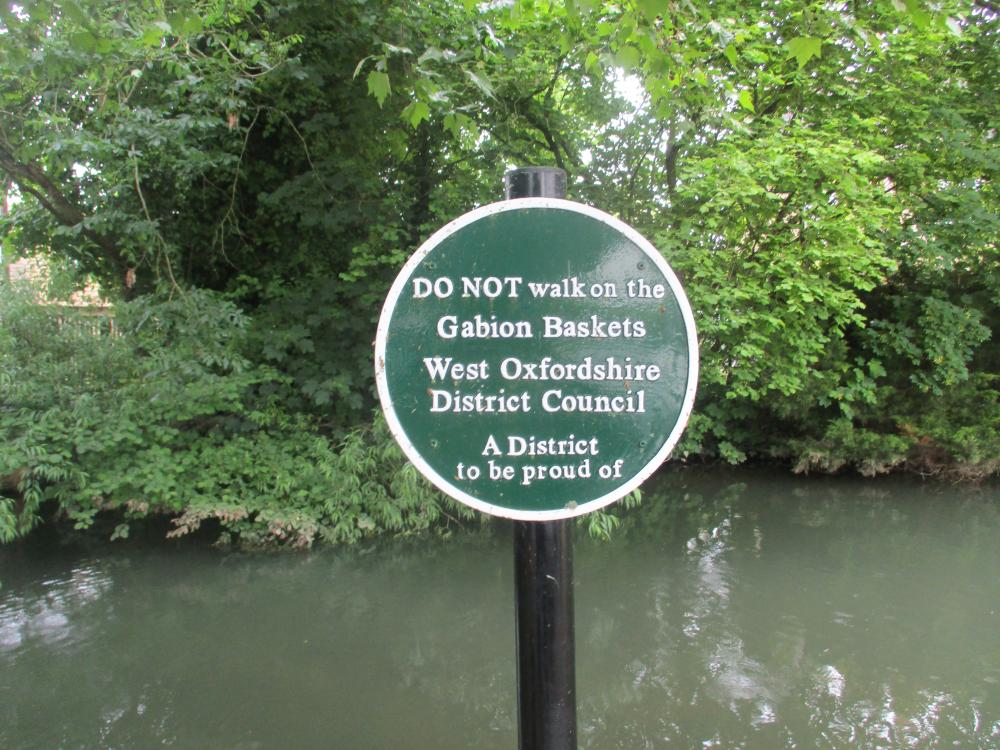 DO NOT walk on the
Gabion Baskets
West Oxfordshire
District Council
A District
to be proud of